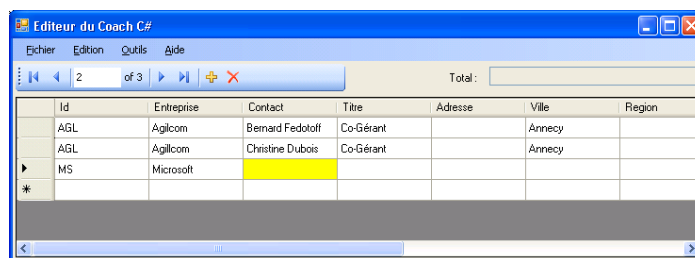 Editeur du Coach C#
Fichier Edition Outils Aide
2 of 3 Total :
Id Entreprise Contact Titre Adresse Ville Region
AGL Agilcom Bernard Fedotoff Co-Gérant Annecy
AGL Agillcom Christine Dubois Co-Gérant Annecy
MS Microsoft